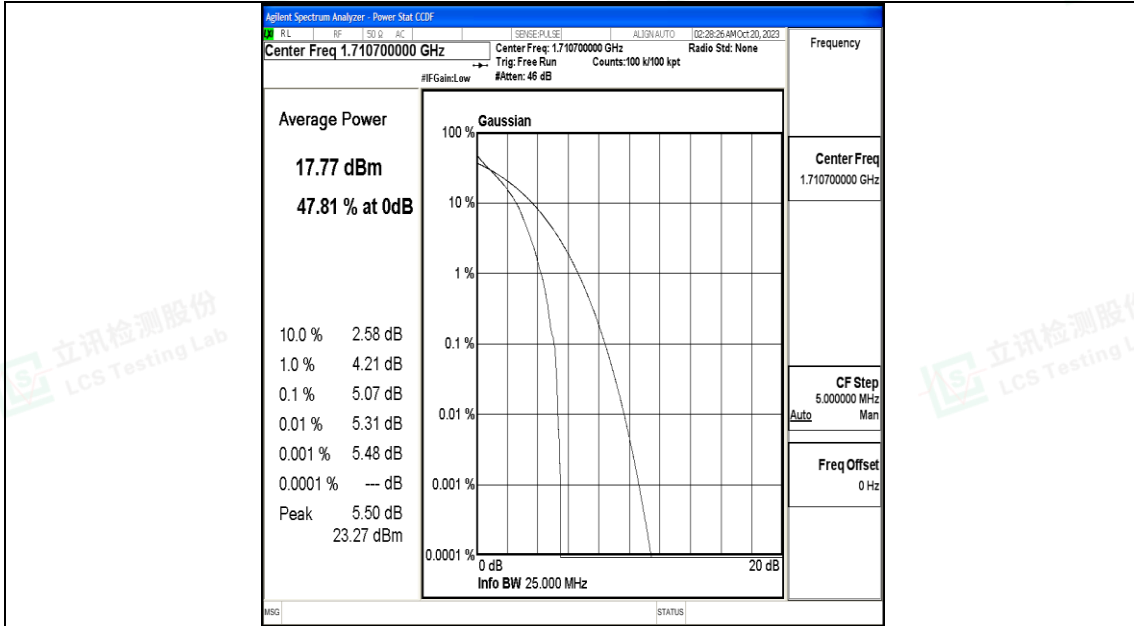 Agilent Spectrum Analyzer - Power Stat CCDF
RL RF 50 Ω AC SENSE:PULSE ALIGNAUTO 02:28:26 AM Oct 20, 2023
Center Freq 1.710700000 GHz
Center Freq: 1.710700000 GHz Radio Std: None
Trig: Free Run Counts:100 k/100 kpt
#IFGain:Low #Atten: 46 dB
Frequency
Average Power
17.77 dBm
47.81 % at 0dB
10.0 % 2.58 dB
1.0 % 4.21 dB
0.1 % 5.07 dB
0.01 % 5.31 dB
0.001 % 5.48 dB
0.0001 % --- dB
Peak 5.50 dB
23.27 dBm
Gaussian
100 %
10 %
1 %
0.1 %
0.01 %
0.001 %
0.0001 %
0 dB 20 dB
Info BW 25.000 MHz
Center Freq
1.710700000 GHz
CF Step
5.000000 MHz
Auto Man
Freq Offset
0 Hz
MSG STATUS
立讯检测股份
LCS Testing Lab
立讯检测股份
LCS Testing L